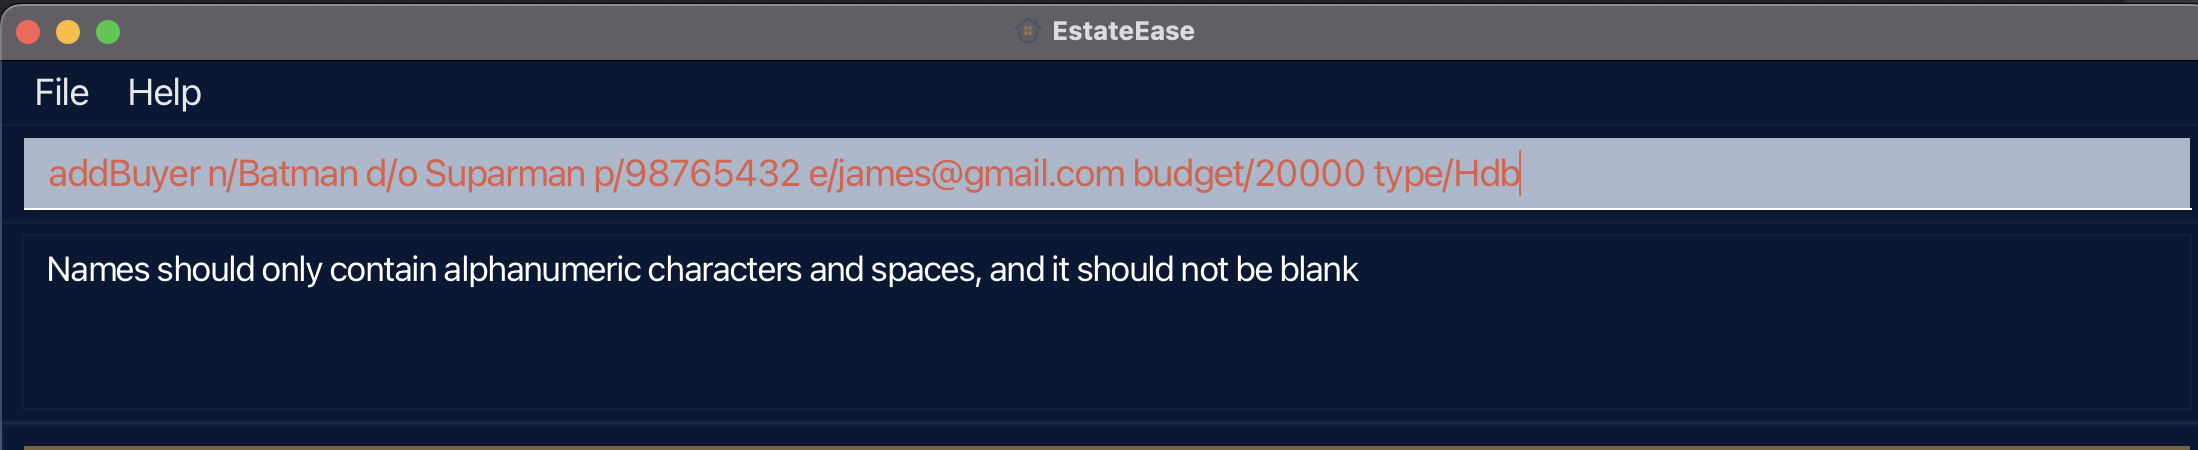 EstateEase
File Help
addBuyer n/Batman d/o Suparman p/98765432 e/james@gmail.com budget/20000 type/Hdb
Names should only contain alphanumeric characters and spaces, and it should not be blank